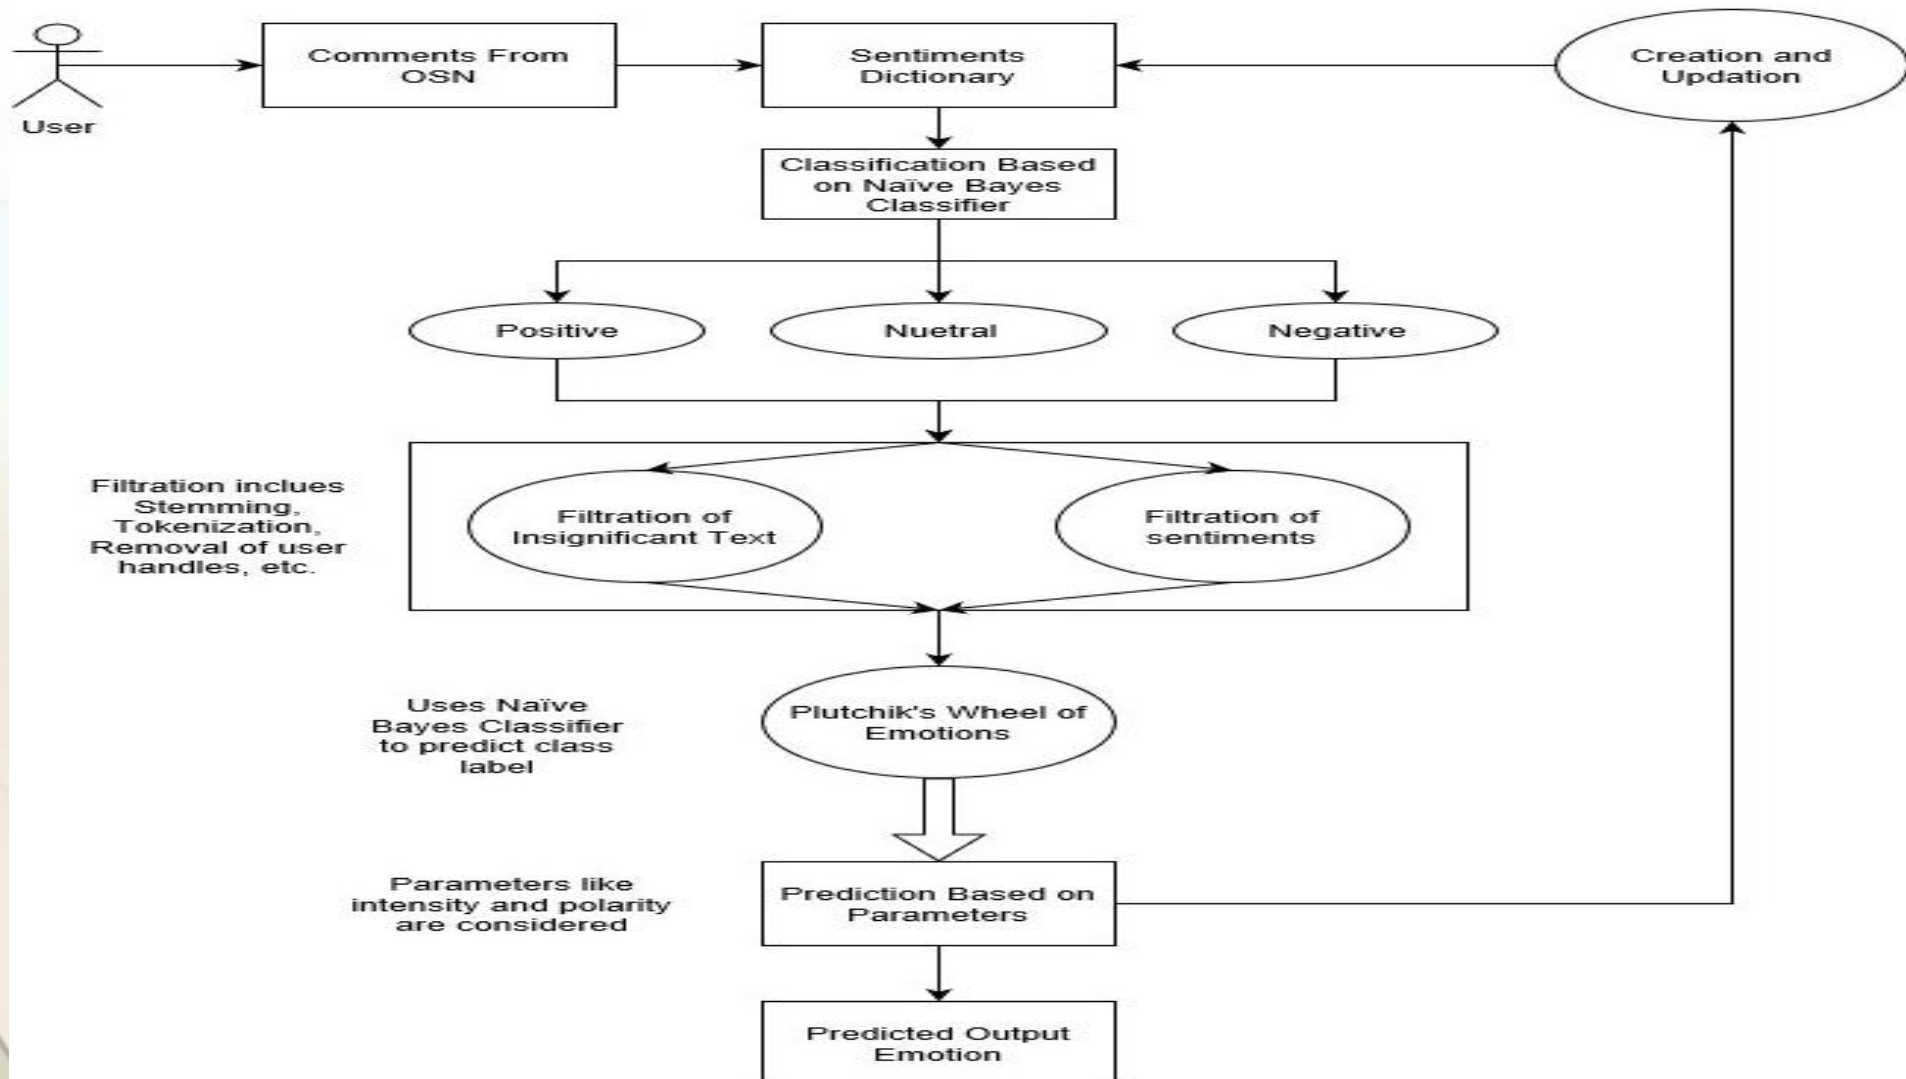 User
Comments From
OSN
Sentiments
Dictionary
Creation and
Updation
Classification Based
on Naïve Bayes
Classifier
Positive
Nuetral
Negative
Filtration inclues
Stemming,
Tokenization,
Removal of user
handles, etc.
Filtration of
Insignificant Text
Filtration of
sentiments
Uses Naïve
Bayes Classifier
to predict class
label
Plutchik's Wheel of
Emotions
Parameters like
intensity and polarity
are considered
Prediction Based on
Parameters
Predicted Output
Emotion